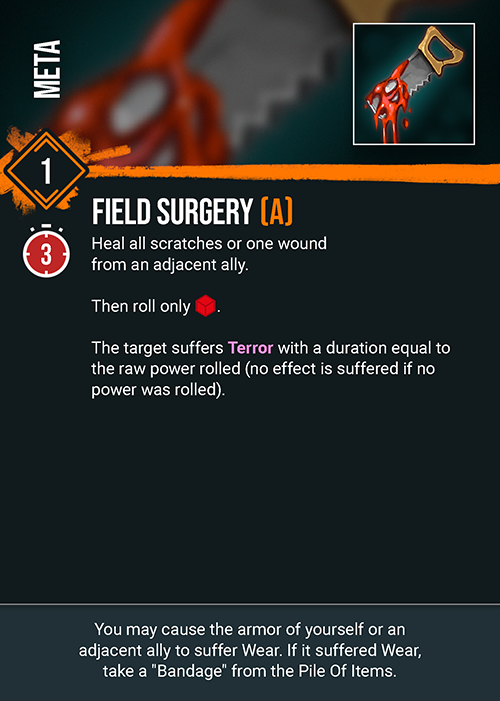 META
1
FIELD SURGERY (A)
3
Heal all scratches or one wound
from an adjacent ally.
Then roll only .
The target suffers Terror with a duration equal to
the raw power rolled (no effect is suffered if no
power was rolled).
You may cause the armor of yourself or an
adjacent ally to suffer Wear. If it suffered Wear,
take a "Bandage" from the Pile Of Items.